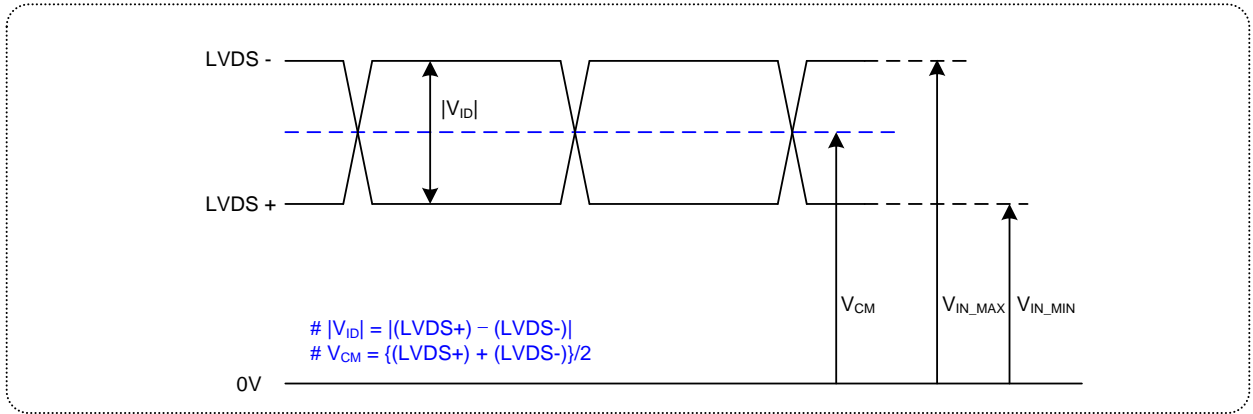 LVDS -
|VID|
LVDS +
VCM
VIN_MAX
VIN_MIN
# |VID| = |(LVDS+) − (LVDS-)|
# VCM = {(LVDS+) + (LVDS-)}/2
0V